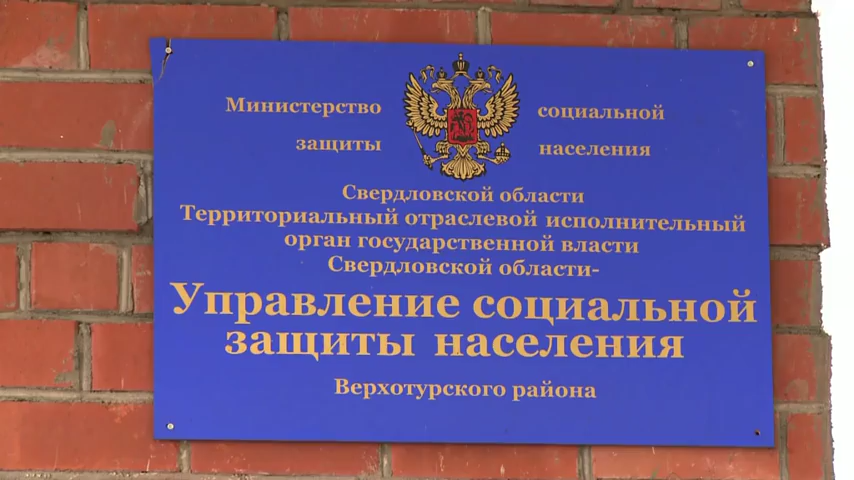 Министерство социальной
защиты населения
Свердловской области
Территориальный отраслевой исполнительный
орган государственной власти
Свердловской области-
Управление социальной
защиты населения
Верхотурского района